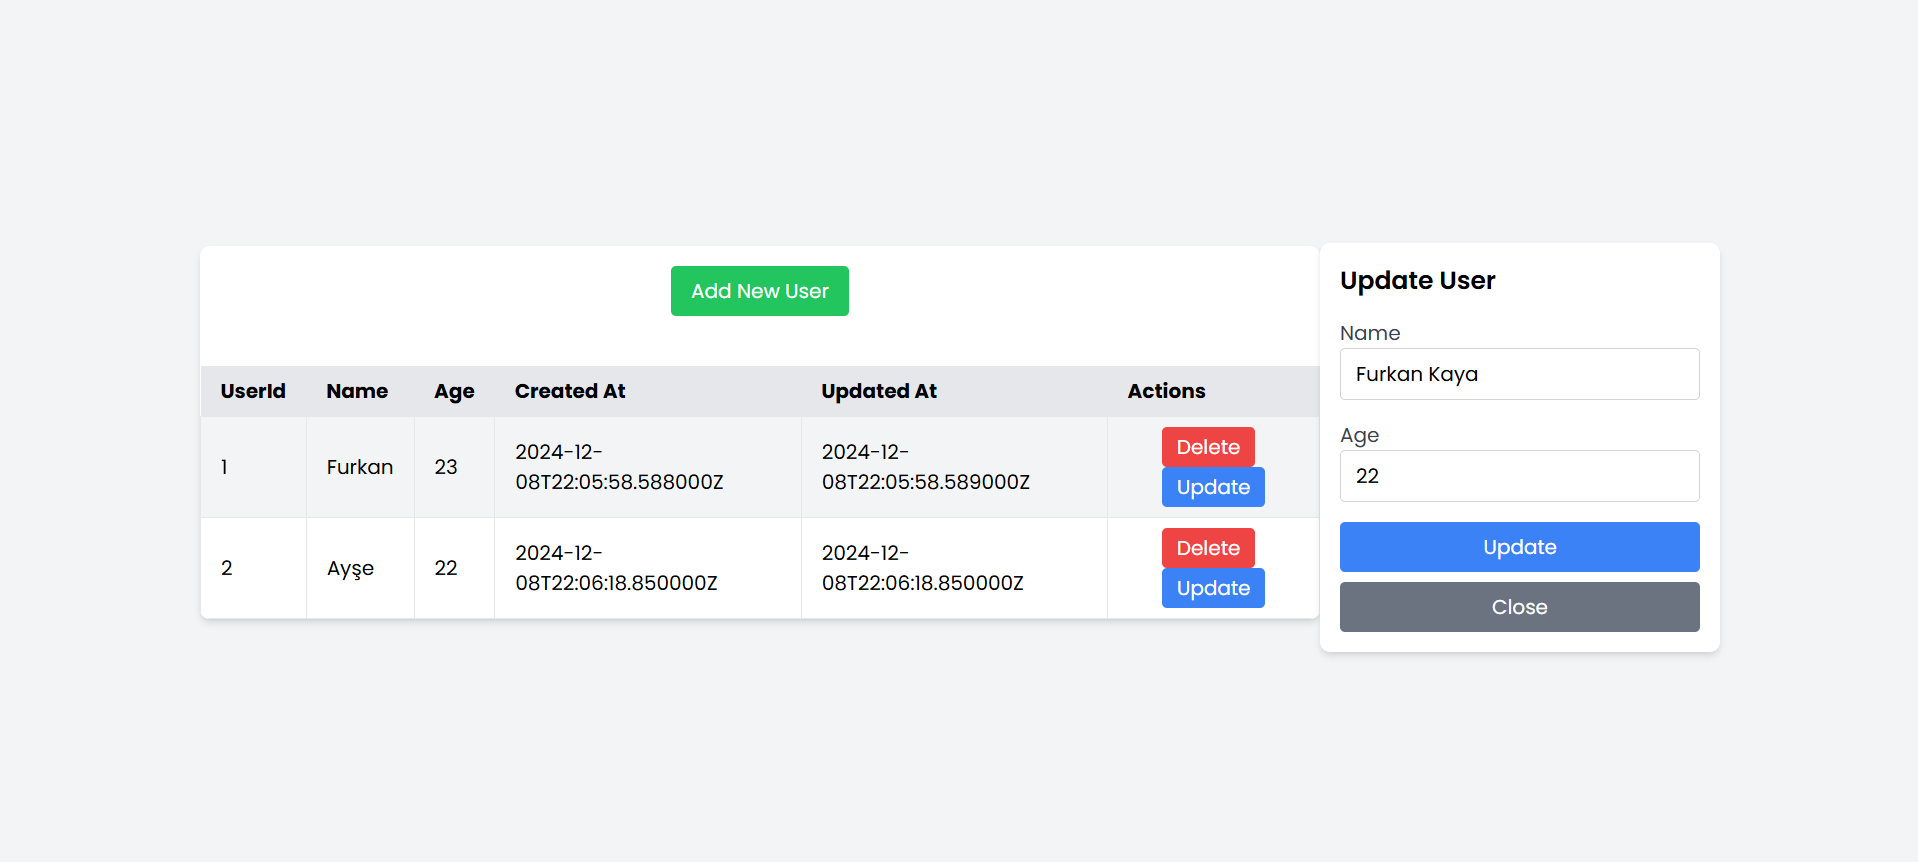 Add New User
UserId Name Age Created At Updated At Actions
1 Furkan 23 2024-12-08T22:05:58.588000Z 2024-12-08T22:05:58.589000Z Delete Update
2 Ayşe 22 2024-12-08T22:06:18.850000Z 2024-12-08T22:06:18.850000Z Delete Update
Update User
Name
Furkan Kaya
Age
22
Update
Close